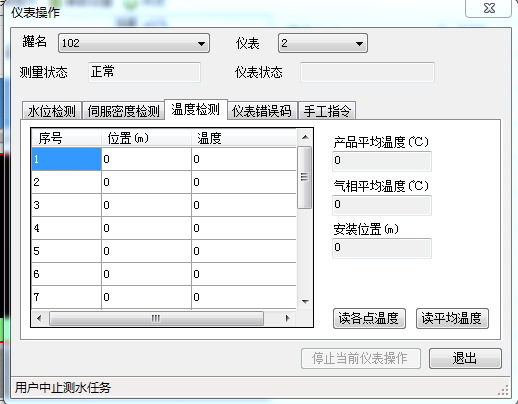 仪表操作
罐名 102 仪表 2
测量状态 正常 仪表状态
水位检测 伺服密度检测 温度检测 仪表错误码 手工指令
序号 位置(m) 温度
1 0 0
2 0 0
3 0 0
4 0 0
5 0 0
6 0 0
7 0 0
产品平均温度(℃)
0
气相平均温度(℃)
0
安装位置(m)
0
读各点温度 读平均温度
停止当前仪表操作 退出
用户中止测水任务